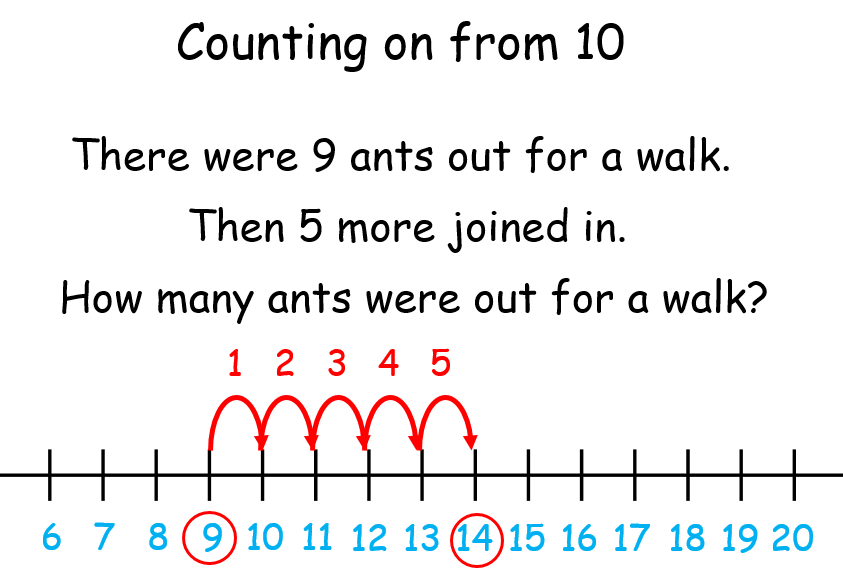 Counting on from 10
There were 9 ants out for a walk.
Then 5 more joined in.
How many ants were out for a walk?
1 2 3 4 5
6 7 8 9 10 11 12 13 14 15 16 17 18 19 20